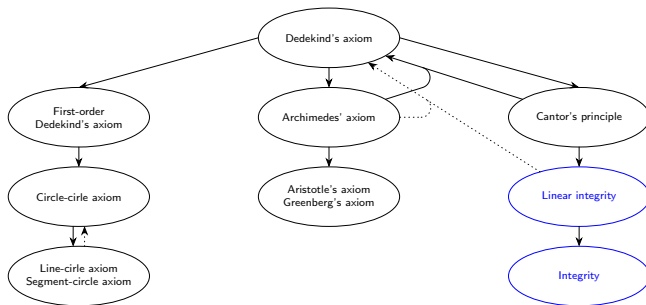 Dedekind's axiom
First-order
Dedekind's axiom
Archimedes' axiom
Cantor's principle
Circle-cirle axiom
Aristotle's axiom
Greenberg's axiom
Linear integrity
Line-cirle axiom
Segment-circle axiom
Integrity